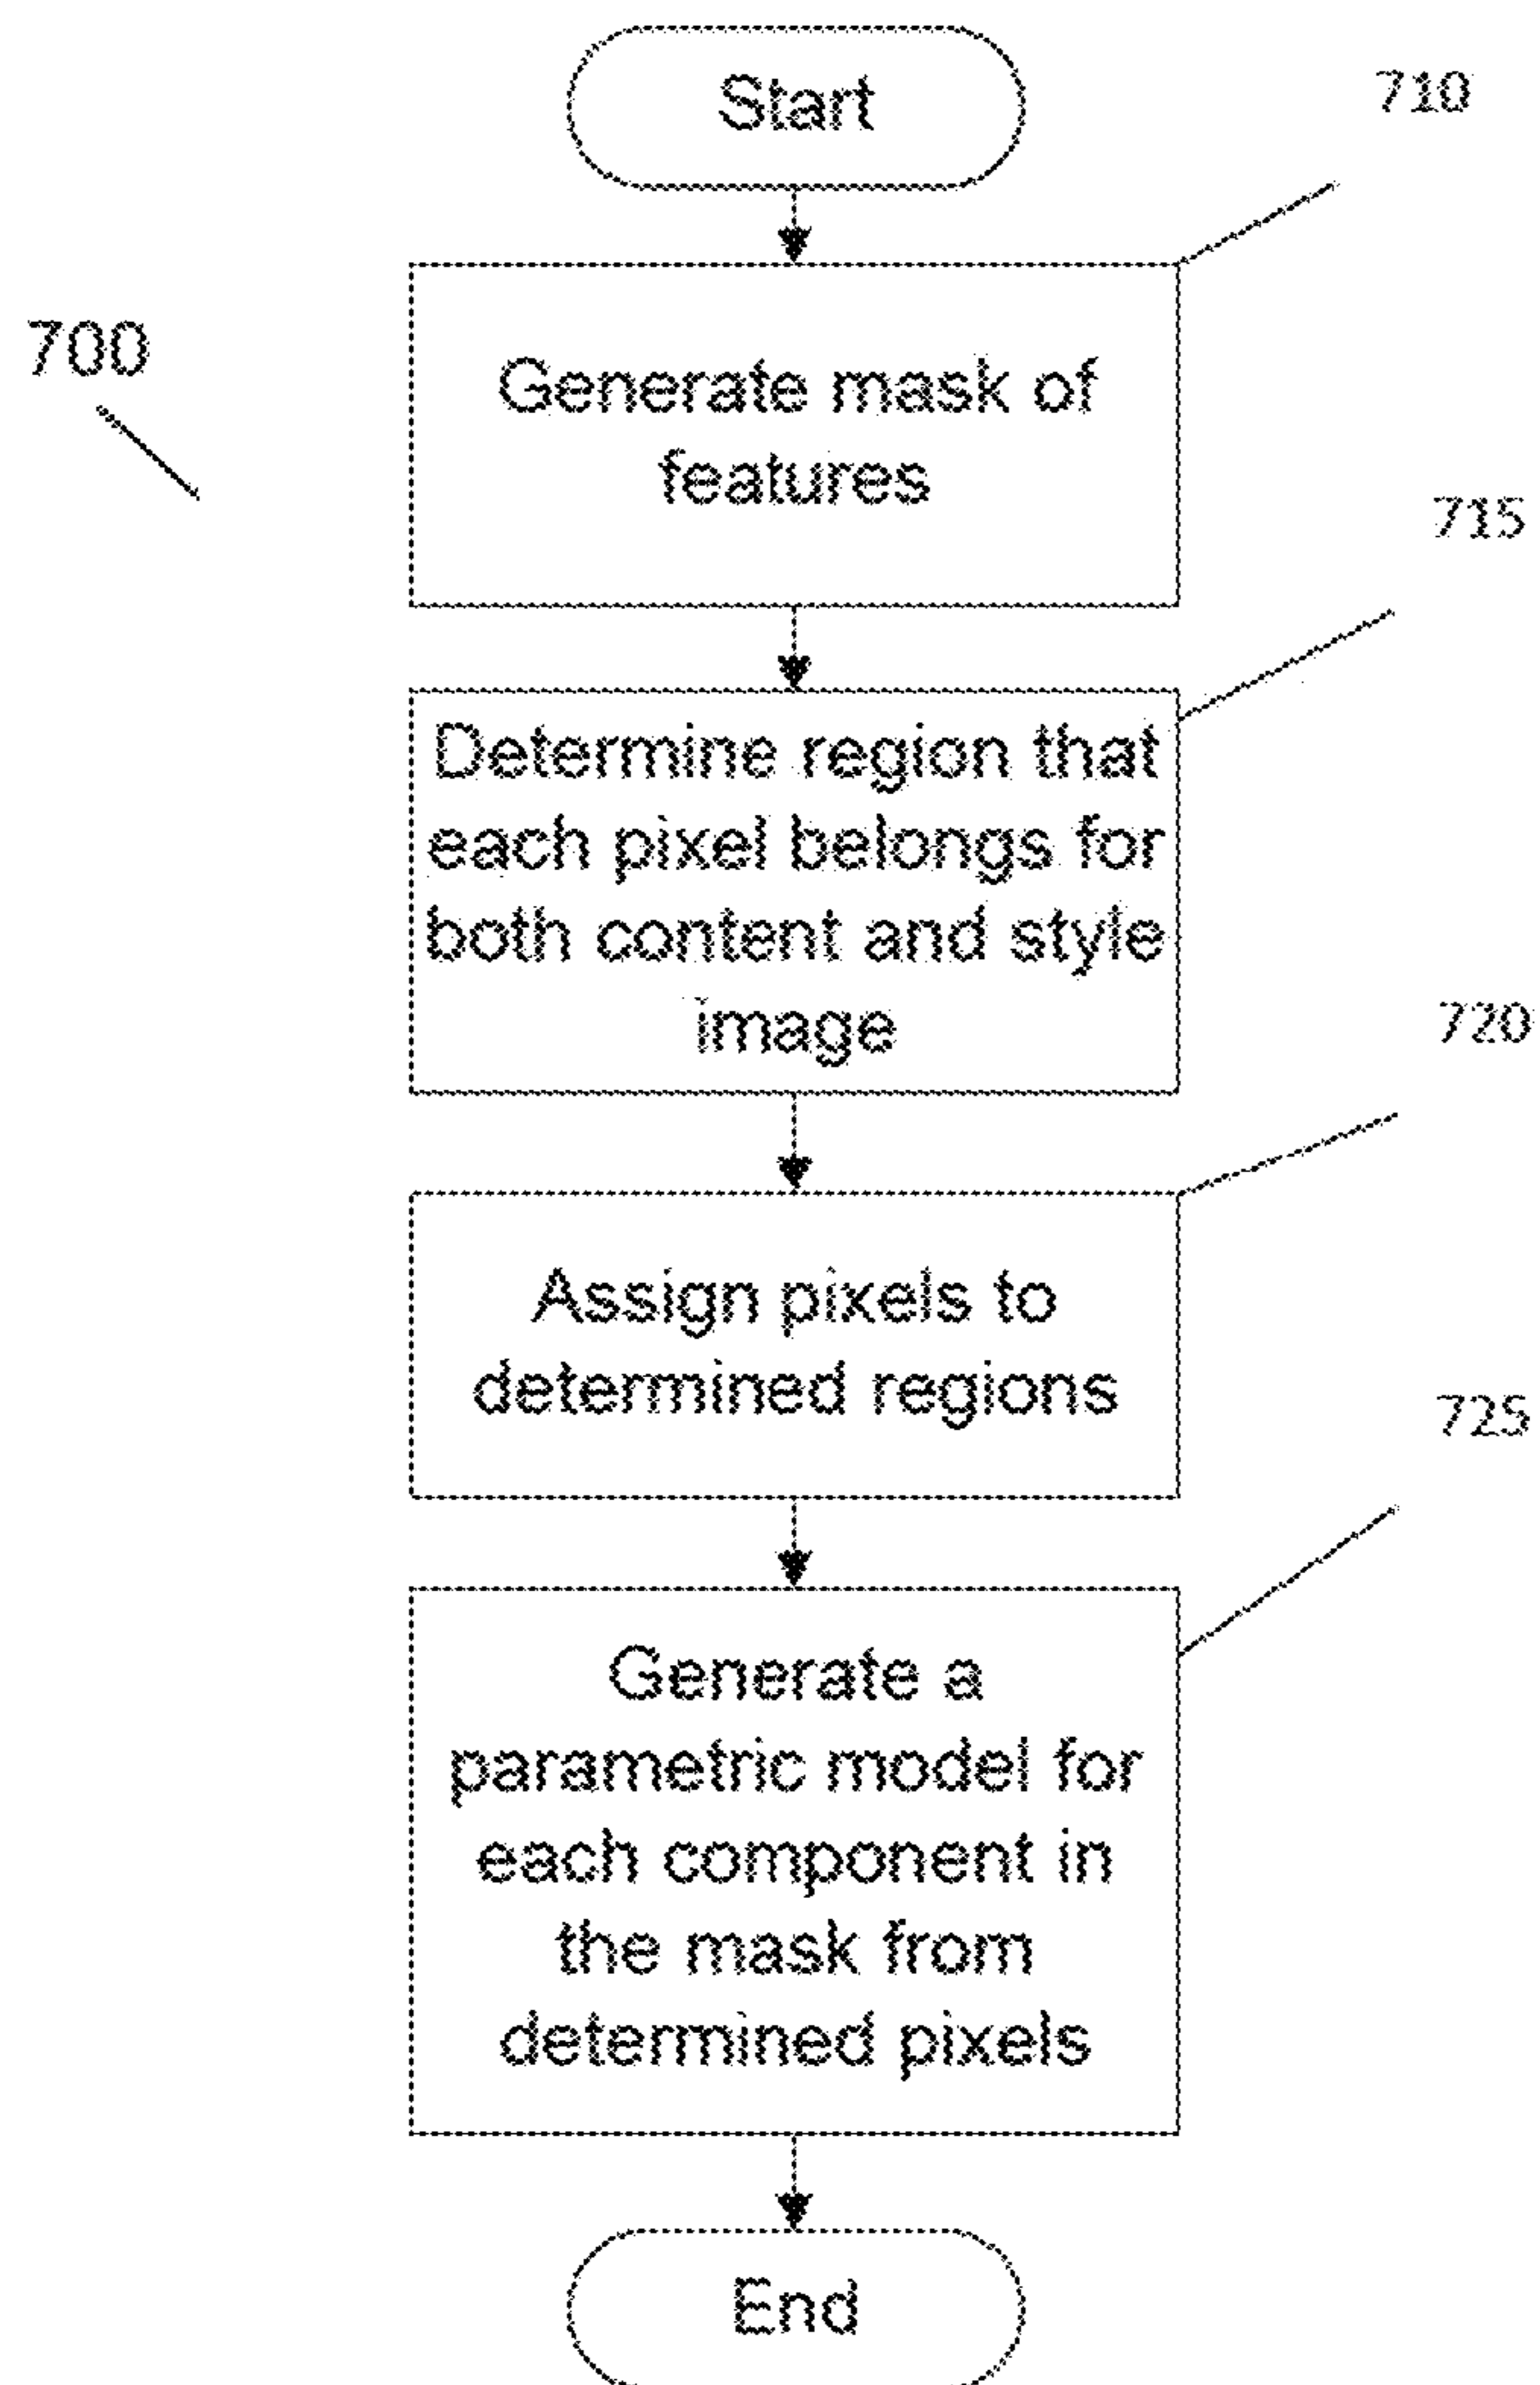 Start
710
700
Generate mask of
features
715
Determine region that
each pixel belongs for
both content and style
image
720
Assign pixels to
determined regions
725
Generate a
parametric model for
each component in
the mask from
determined pixels
End